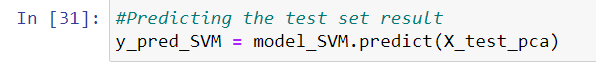 In [31]: #Predicting the test set result
y_pred_SVM = model_SVM.predict(X_test_pca)